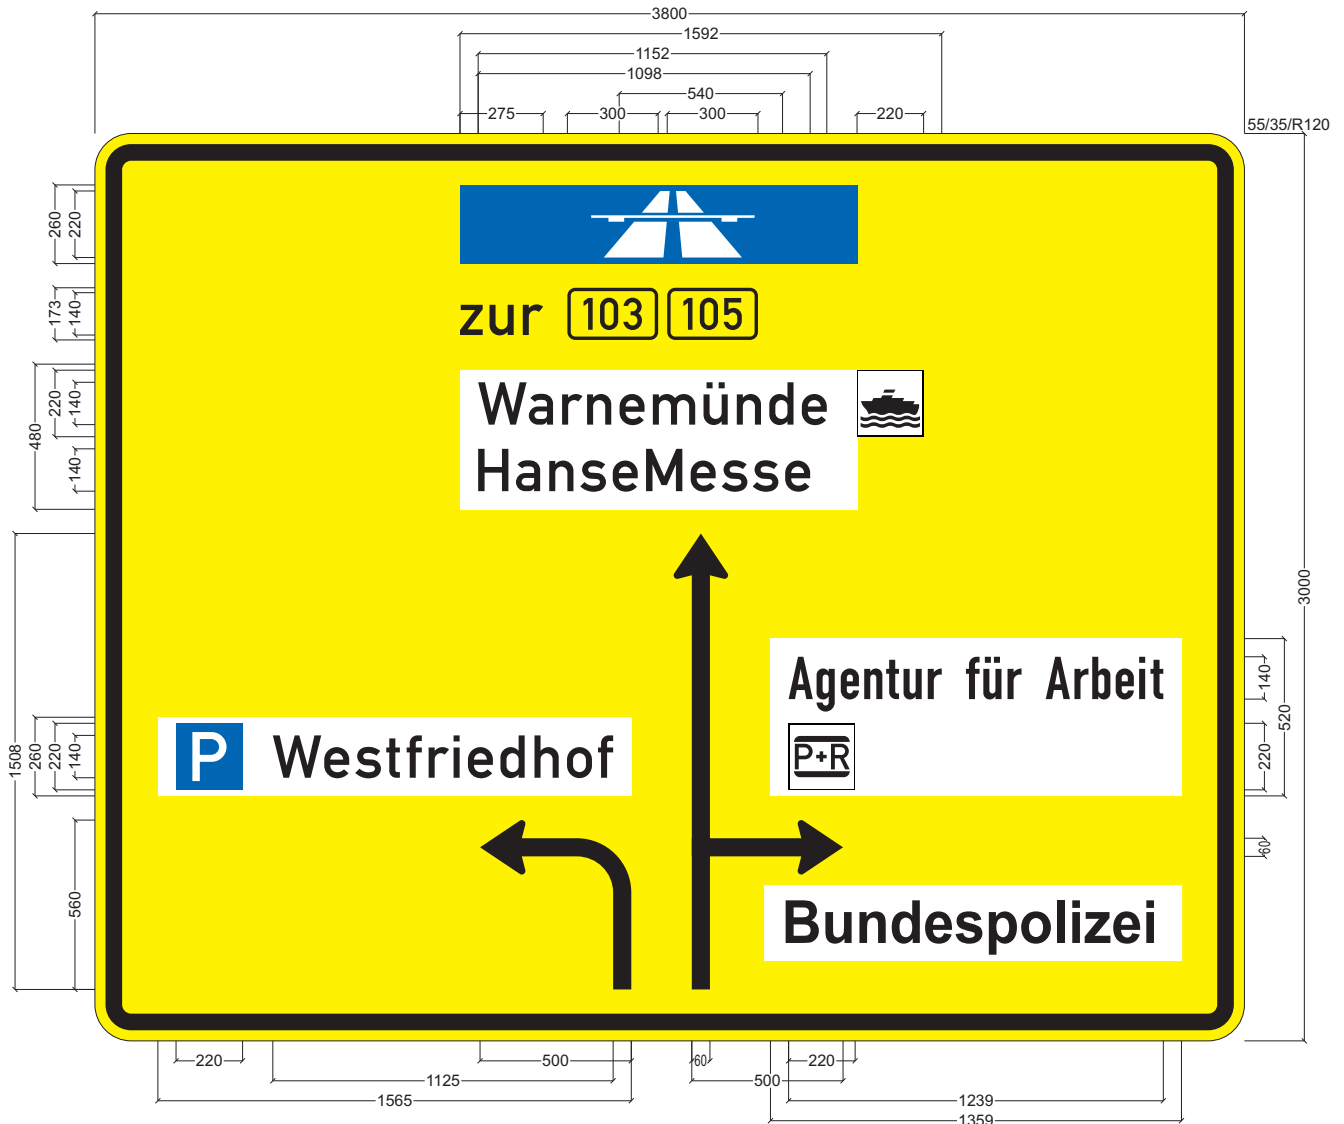 3800
1592
1152
1098
540
275 300 300 220
55/35/R120
260 220
173 140
zur 103 105
480 220 140 140
Warnemünde
HanseMesse
3000
1508
Agentur für Arbeit
P+R
140 520 220
260 220 140
P Westfriedhof
60
560
Bundespolizei
220 500 60 220
1125 500
1565 1239
1359